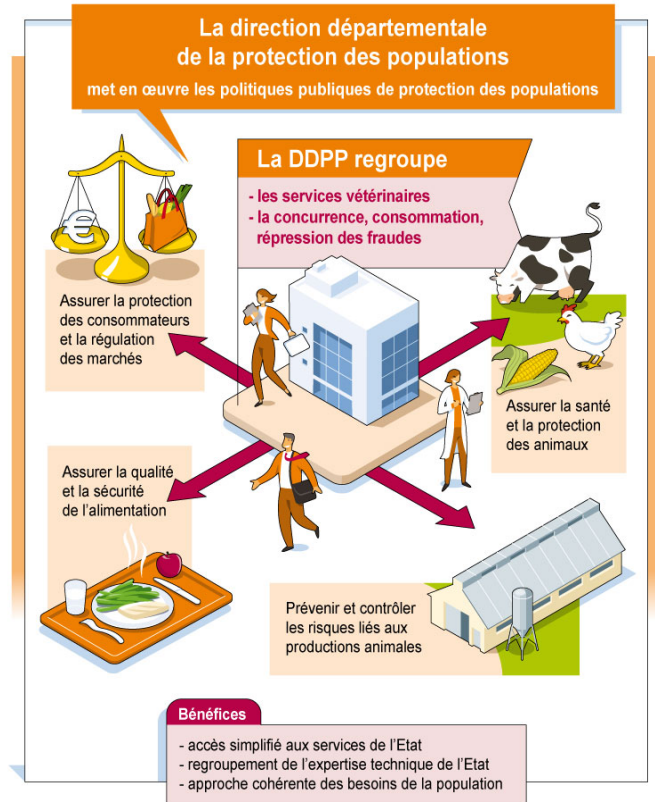 La direction départementale
de la protection des populations
met en œuvre les politiques publiques de protection des populations
La DDPP regroupe
- les services vétérinaires
- la concurrence, consommation,
répression des fraudes
€
Assurer la protection
des consommateurs
et la régulation
des marchés
Assurer la santé
et la protection
des animaux
Assurer la qualité
et la sécurité
de l'alimentation
Prévenir et contrôler
les risques liés aux
productions animales
Bénéfices
- accès simplifié aux services de l'Etat
- regroupement de l'expertise technique de l'Etat
- approche cohérente des besoins de la population